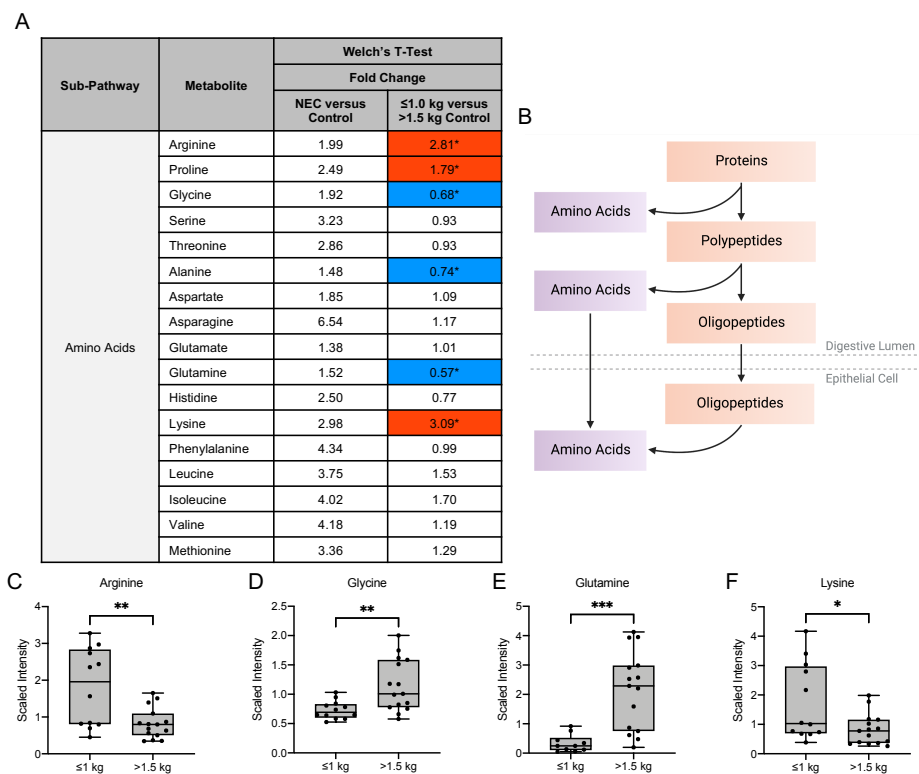 A
Sub-Pathway Metabolite Welch's T-Test
Fold Change
NEC versus Control ≤1.0 kg versus >1.5 kg Control
Amino Acids
Arginine 1.99 2.81*
Proline 2.49 1.79*
Glycine 1.92 0.68*
Serine 3.23 0.93
Threonine 2.86 0.93
Alanine 1.48 0.74*
Aspartate 1.85 1.09
Asparagine 6.54 1.17
Glutamate 1.38 1.01
Glutamine 1.52 0.57*
Histidine 2.50 0.77
Lysine 2.98 3.09*
Phenylalanine 4.34 0.99
Leucine 3.75 1.53
Isoleucine 4.02 1.70
Valine 4.18 1.19
Methionine 3.36 1.29
B
Proteins
Amino Acids
Polypeptides
Amino Acids
Oligopeptides
Digestive Lumen
Epithelial Cell
Oligopeptides
Amino Acids
C
Arginine
**
Scaled Intensity
4
3
2
1
0
≤1 kg >1.5 kg
D
Glycine
**
Scaled Intensity
2.5
2.0
1.5
1.0
0.5
0.0
≤1 kg >1.5 kg
E
Glutamine
***
Scaled Intensity
5
4
3
2
1
0
≤1 kg >1.5 kg
F
Lysine
*
Scaled Intensity
5
4
3
2
1
0
≤1 kg >1.5 kg